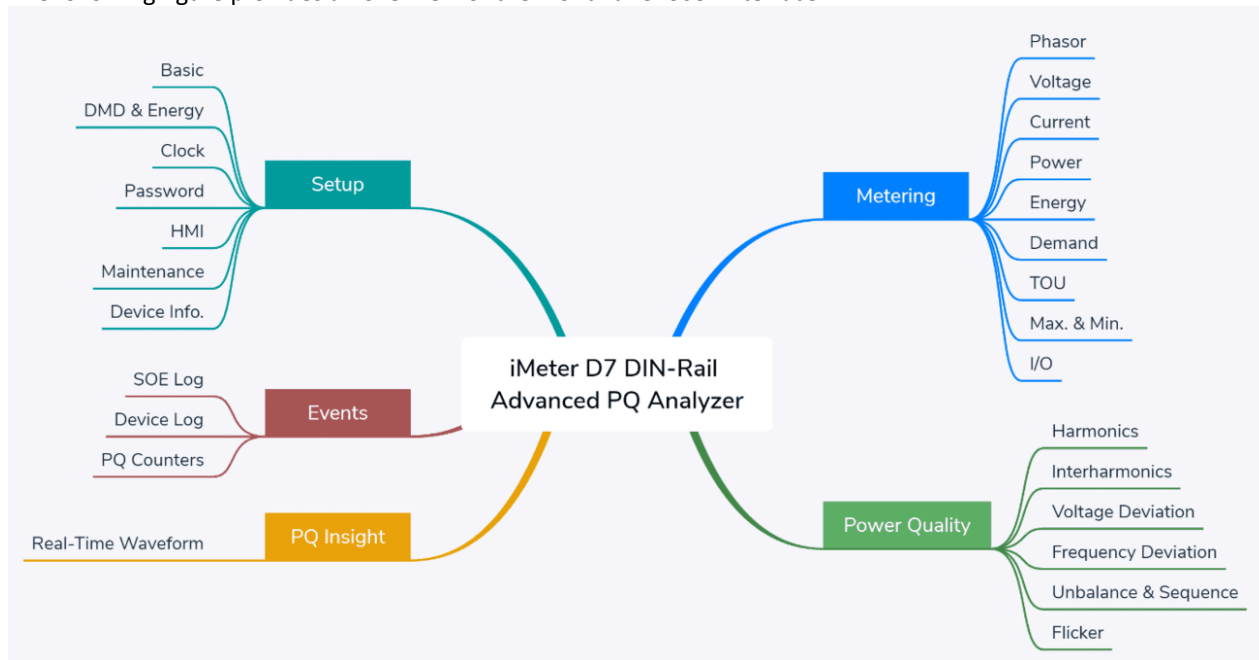 Basic
DMD & Energy
Clock
Password
HMI
Maintenance
Device Info.
Setup
SOE Log
Device Log
PQ Counters
Events
Real-Time Waveform
PQ Insight
iMeter D7 DIN-Rail
Advanced PQ Analyzer
Metering
Phasor
Voltage
Current
Power
Energy
Demand
TOU
Max. & Min.
I/O
Power Quality
Harmonics
Interharmonics
Voltage Deviation
Frequency Deviation
Unbalance & Sequence
Flicker